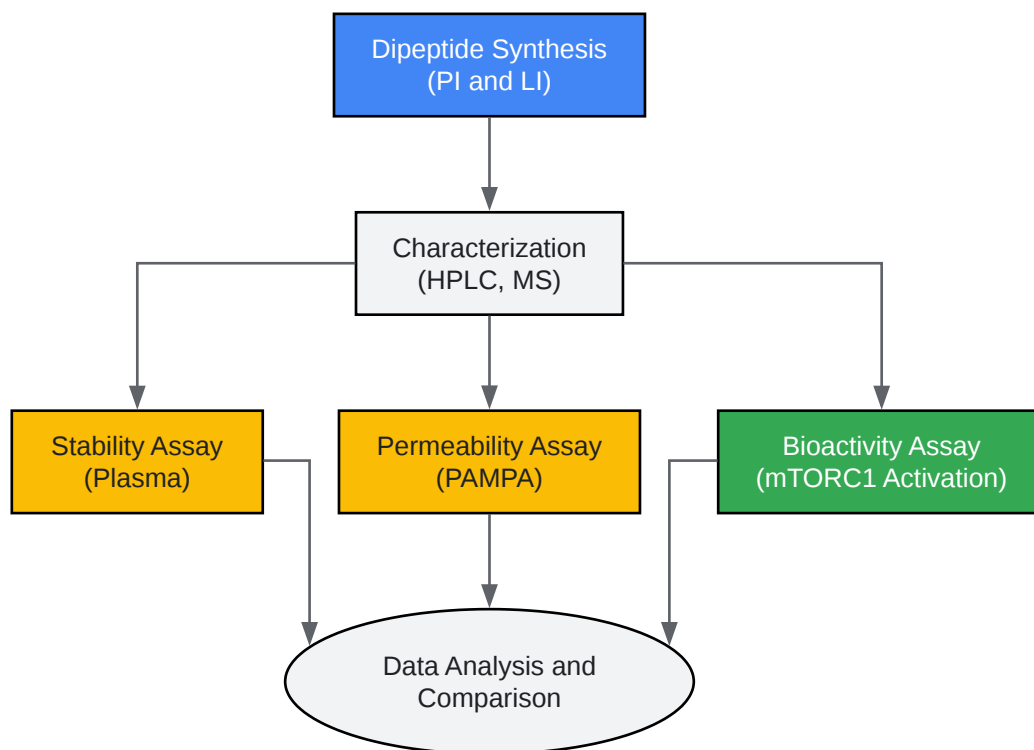 Dipeptide Synthesis
(PI and LI)
Characterization
(HPLC, MS)
Stability Assay
(Plasma)
Permeability Assay
(PAMPA)
Bioactivity Assay
(mTORC1 Activation)
Data Analysis and
Comparison